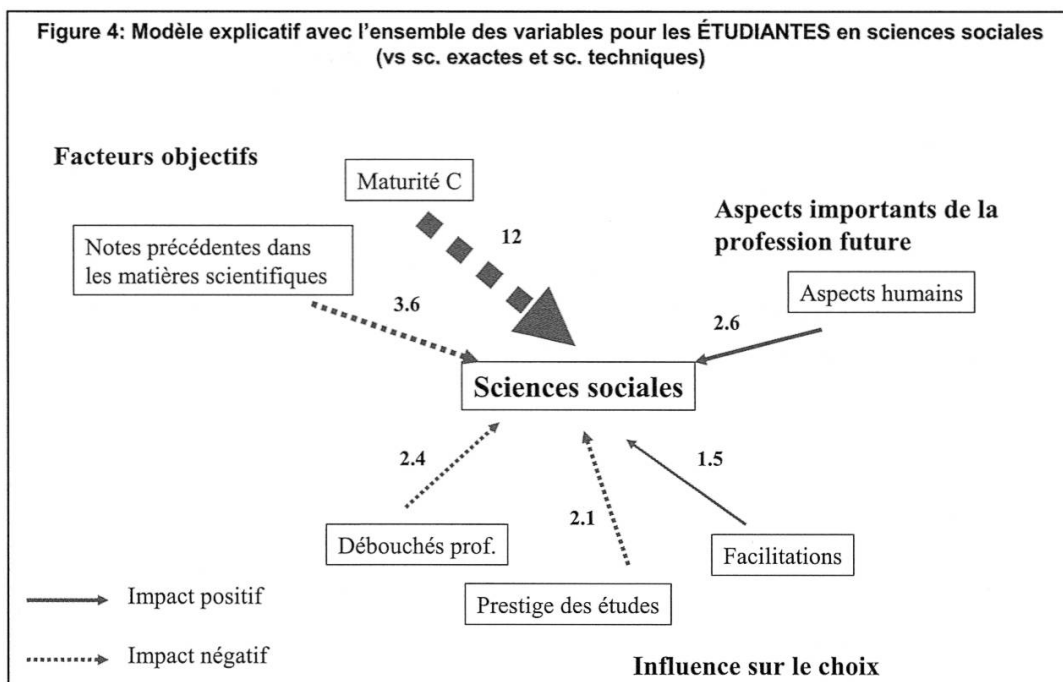 Figure 4: Modèle explicatif avec l'ensemble des variables pour les ÉTUDIANTES en sciences sociales
(vs sc. exactes et sc. techniques)
Facteurs objectifs
Maturité C
Aspects importants de la
profession future
Notes précédentes dans
les matières scientifiques
12
Aspects humains
3.6
2.6
Sciences sociales
2.4
2.1
1.5
Débouchés prof.
Prestige des études
Facilitations
Impact positif
Impact négatif
Influence sur le choix